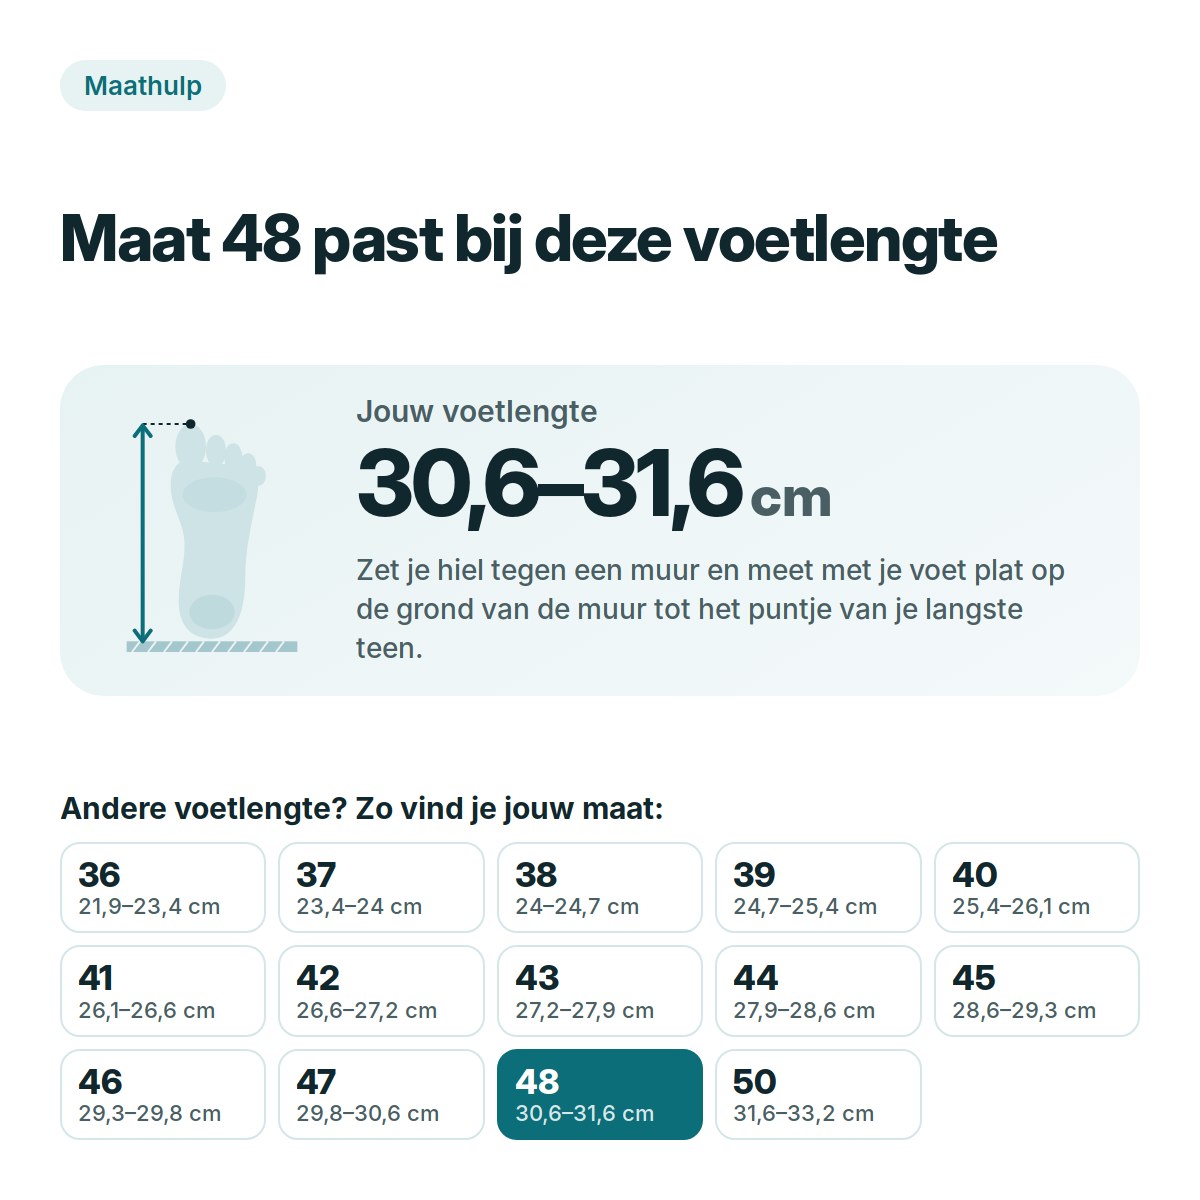 Maathulp
Maat 48 past bij deze voetlengte
Jouw voetlengte
30,6–31,6 cm
Zet je hiel tegen een muur en meet met je voet plat op
de grond van de muur tot het puntje van je langste
teen.
Andere voetlengte? Zo vind je jouw maat:
36
21,9–23,4 cm
37
23,4–24 cm
38
24–24,7 cm
39
24,7–25,4 cm
40
25,4–26,1 cm
41
26,1–26,6 cm
42
26,6–27,2 cm
43
27,2–27,9 cm
44
27,9–28,6 cm
45
28,6–29,3 cm
46
29,3–29,8 cm
47
29,8–30,6 cm
48
30,6–31,6 cm
50
31,6–33,2 cm